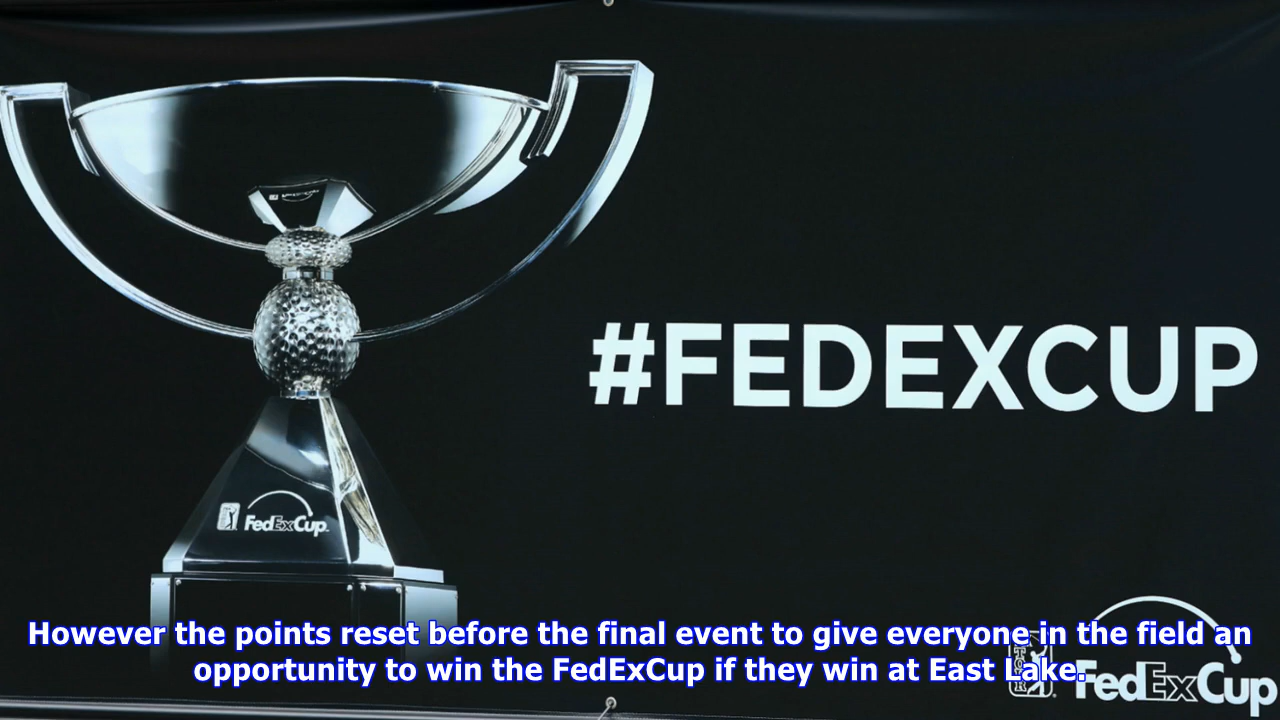 #FEDEXCUP
FedExCup
However the points reset before the final event to give everyone in the field an
opportunity to win the FedExCup if they win at East Lake.
FedExCup